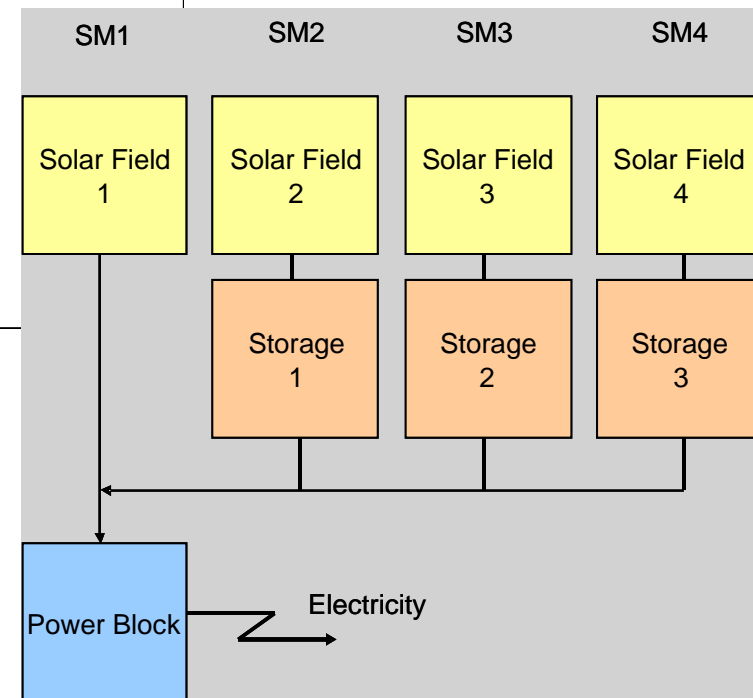 SM1 SM2 SM3 SM4
Solar Field
1
Solar Field
2
Solar Field
3
Solar Field
4
Storage
1
Storage
2
Storage
3
Power Block
Electricity